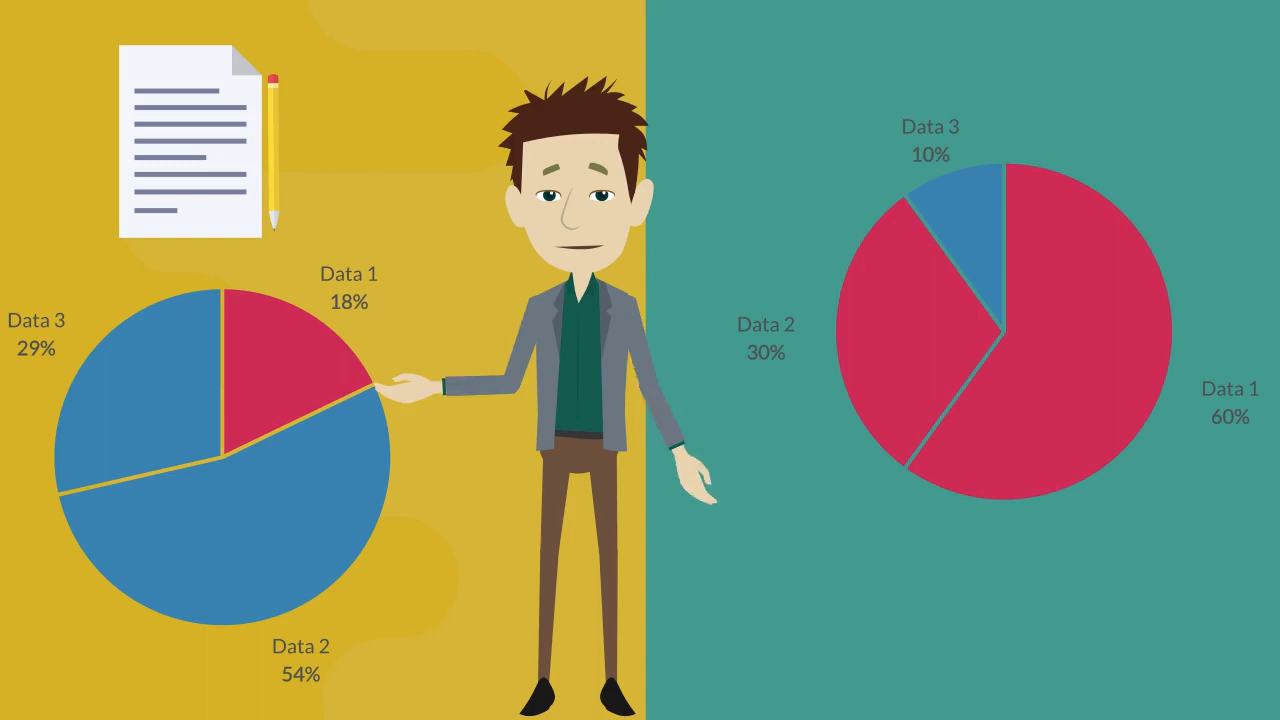 Data 1
18%
Data 3
29%
Data 2
54%
Data 3
10%
Data 2
30%
Data 1
60%